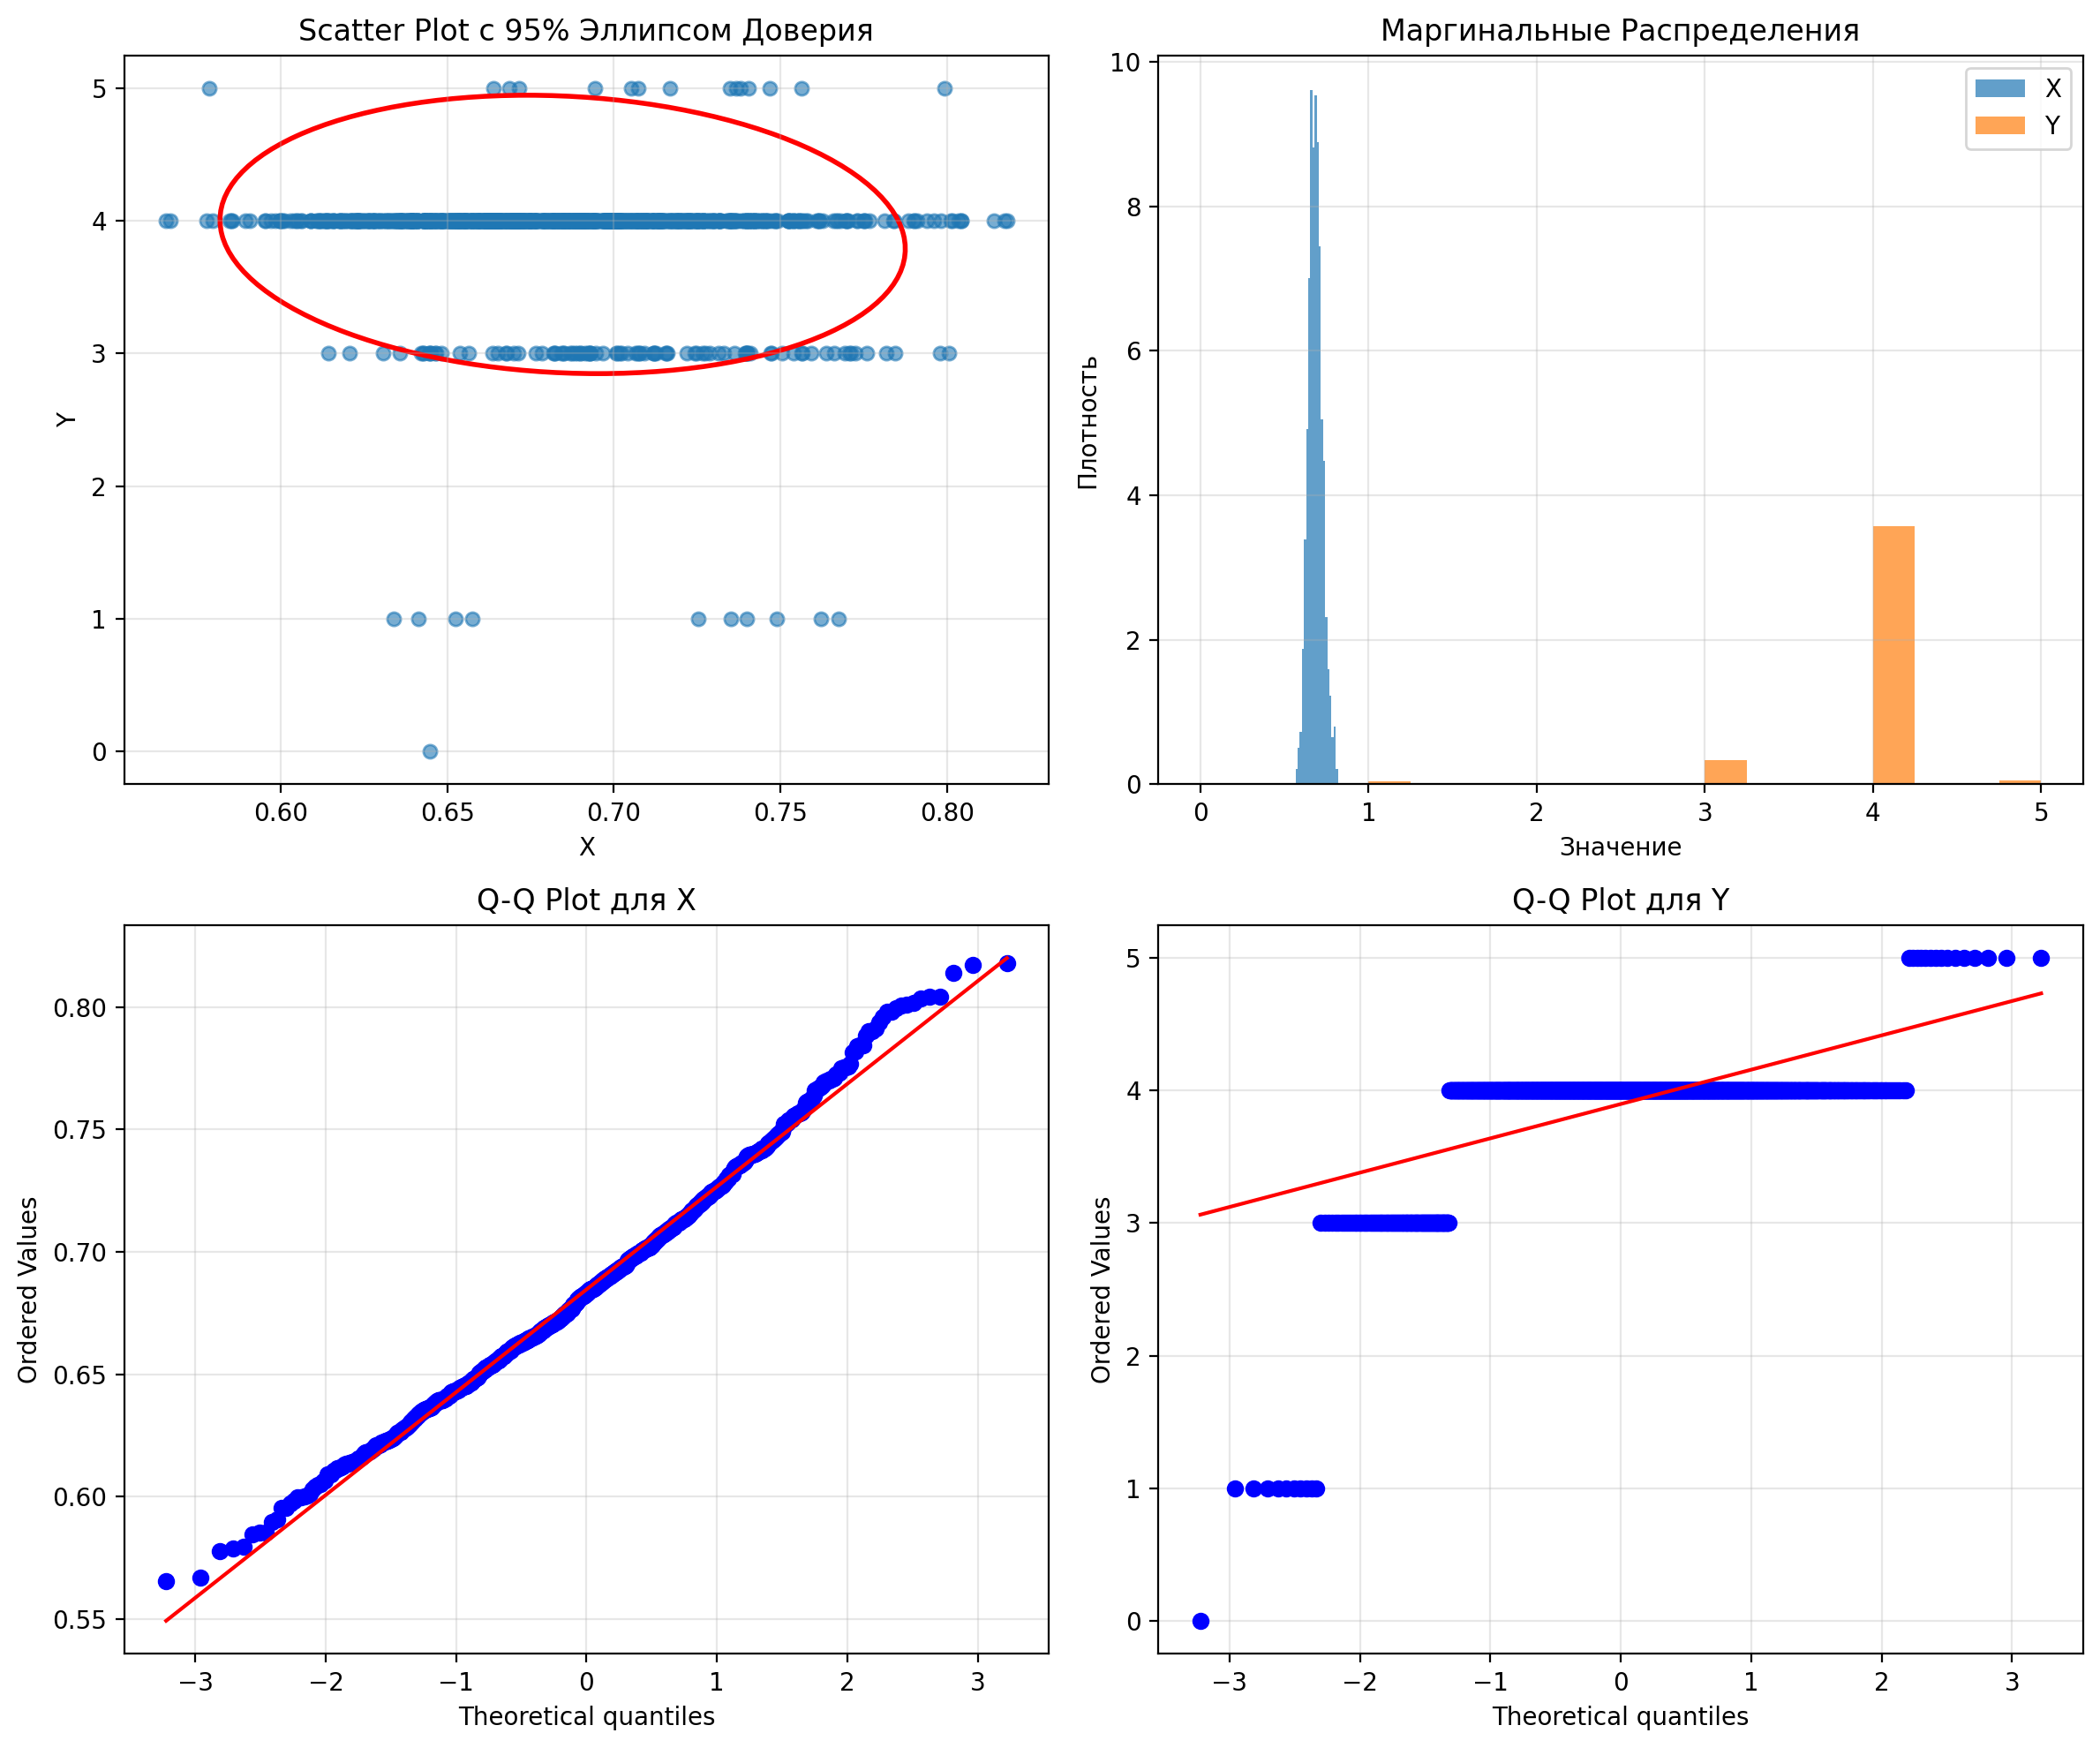 Scatter Plot с 95% Эллипсом Доверия
5
4
3
2
1
0
Y
0.60 0.65 0.70 0.75 0.80
X
Маргинальные Распределения
X
Y
10
8
6
4
2
0
Плотность
0 1 2 3 4 5
Значение
Q-Q Plot для X
0.80
0.75
0.70
0.65
0.60
0.55
Ordered Values
−3 −2 −1 0 1 2 3
Theoretical quantiles
Q-Q Plot для Y
5
4
3
2
1
0
Ordered Values
−3 −2 −1 0 1 2 3
Theoretical quantiles